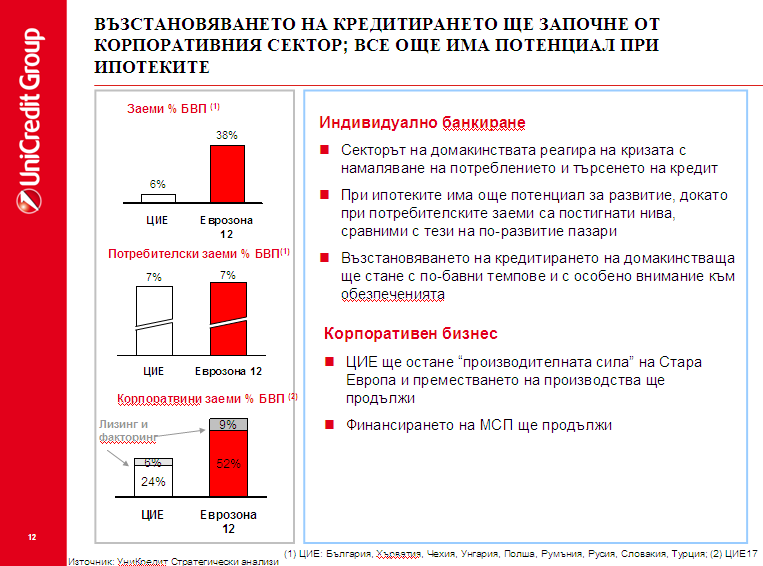 UniCredit Group
ВЪЗСТАНОВЯВАНЕТО НА КРЕДИТИРАНЕТО ЩЕ ЗАПОЧНЕ ОТ
КОРПОРАТИВНИЯ СЕКТОР; ВСЕ ОЩЕ ИМА ПОТЕНЦИАЛ ПРИ
ИПОТЕКИТЕ
Заеми % БВП (1)
38%
6%
ЦИЕ
Еврозона
12
Потребителски заеми % БВП(1)
7%
7%
ЦИЕ
Еврозона 12
Корпоратвини заеми % БВП (2)
Лизинг и
факторинг
9%
6%
52%
24%
ЦИЕ
Еврозона
12
Индивидуално банкиране
Секторът на домакинствата реагира на кризата с
намаляване на потреблението и търсенето на кредит
При ипотеките има още потенциал за развитие, докато
при потребителските заеми са постигнати нива,
сравними с тези на по-развитие пазари
Възстановяването на кредитирането на домакинстваща
ще стане с по-бавни темпове и с особено внимание към
обезпеченията
Корпоративен бизнес
ЦИЕ ще остане “производителната сила” на Стара
Европа и преместването на производства ще
продължи
Финансирането на МСП ще продължи
12
Източник: УниКредит Стратегически анализи
(1) ЦИЕ: България, Хърватия, Чехия, Унгария, Полша, Румъния, Русия, Словакия, Турция; (2) ЦИЕ17